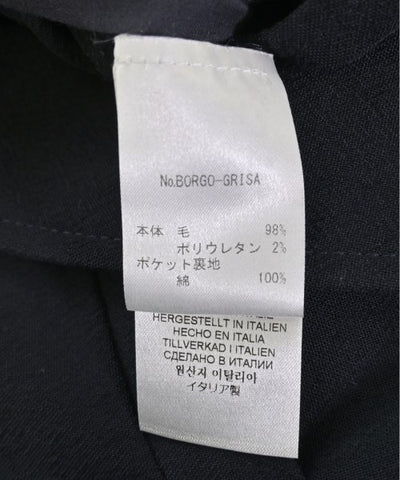 No.BORGO-GRISA
本体 毛 98%
ポリウレタン 2%
ポケット裏地
綿 100%
HERGESTELLT IN ITALIEN
HECHO EN ITALIA
TILLVERKAD I ITALIEN
СДЕЛАНО В ИТАЛИИ
원산지 이탈리아
イタリア製